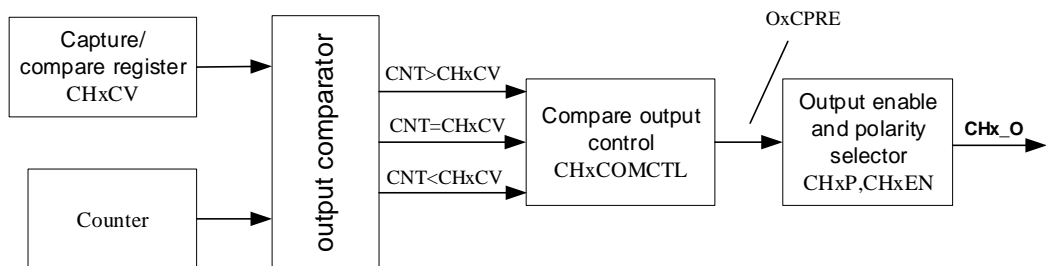 Capture/
compare register
CHxCV
Counter
output comparator
CNT>CHxCV
CNT=CHxCV
CNT<CHxCV
Compare output
control
CHxCOMCTL
OxCPRE
Output enable
and polarity
selector
CHxP,CHxEN
CHx_O